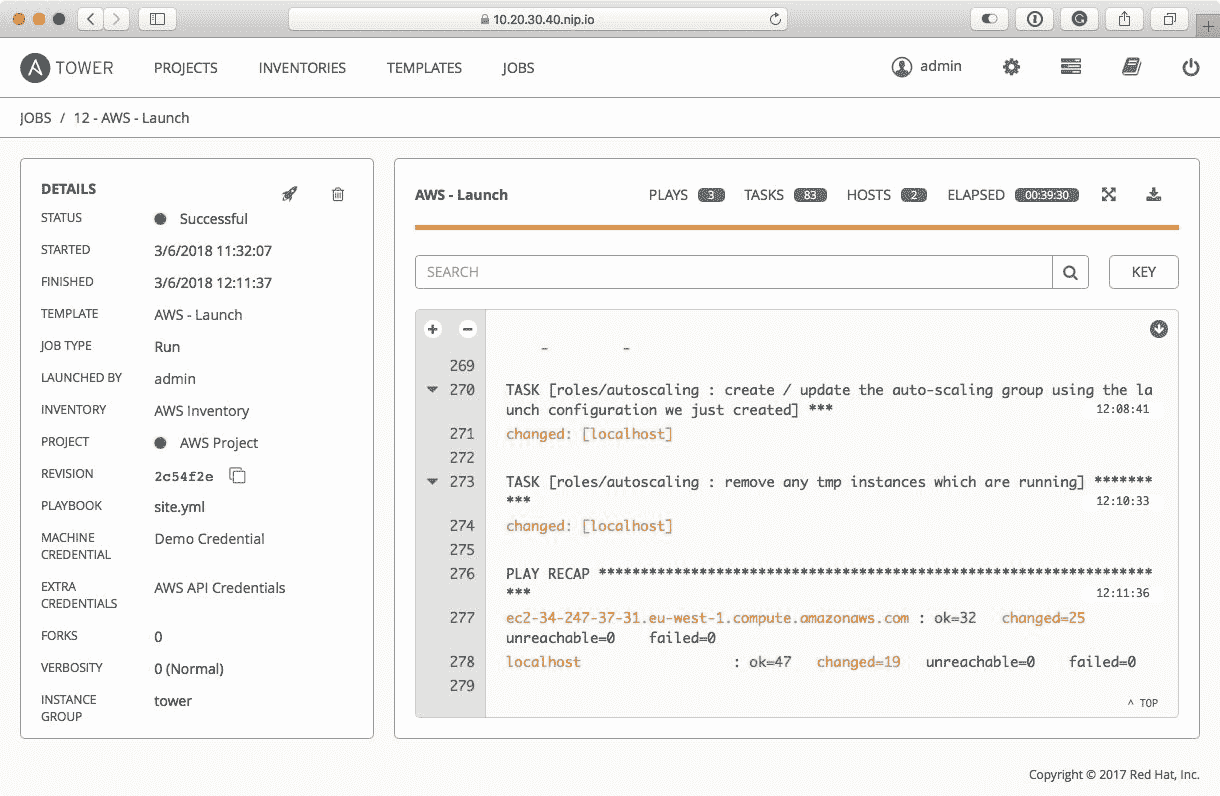 10.20.30.40.nip.io
A TOWER PROJECTS INVENTORIES TEMPLATES JOBS admin
JOBS / 12 - AWS - Launch
DETAILS
STATUS Successful
STARTED 3/6/2018 11:32:07
FINISHED 3/6/2018 12:11:37
TEMPLATE AWS - Launch
JOB TYPE Run
LAUNCHED BY admin
INVENTORY AWS Inventory
PROJECT AWS Project
REVISION 2c54f2e
PLAYBOOK site.yml
MACHINE
CREDENTIAL Demo Credential
EXTRA
CREDENTIALS AWS API Credentials
FORKS 0
VERBOSITY 0 (Normal)
INSTANCE
GROUP tower
AWS - Launch PLAYS 3 TASKS 83 HOSTS 2 ELAPSED 00:39:30
SEARCH KEY
269
270 TASK [roles/autoscaling : create / update the auto-scaling group using the la
unch configuration we just created] *** 12:08:41
271 changed: [localhost]
272
273 TASK [roles/autoscaling : remove any tmp instances which are running] *******
*** 12:10:33
274 changed: [localhost]
275
276 PLAY RECAP ******************************************************************
*** 12:11:36
277 ec2-34-247-37-31.eu-west-1.compute.amazonaws.com : ok=32 changed=25
unreachable=0 failed=0
278 localhost : ok=47 changed=19 unreachable=0 failed=0
279
^ TOP
Copyright © 2017 Red Hat, Inc.